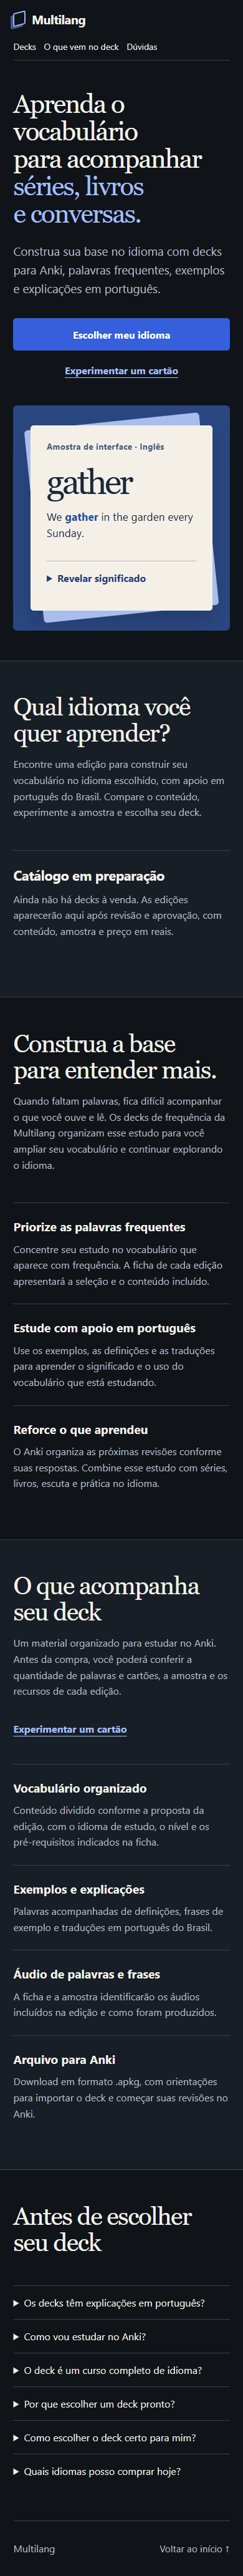 Multilang
Decks O que vem no deck Dúvidas
Aprenda o
vocabulário
para acompanhar
séries, livros
e conversas.
Construa sua base no idioma com decks
para Anki, palavras frequentes, exemplos
e explicações em português.
Escolher meu idioma
Experimentar um cartão
Amostra de interface · Inglês
gather
We gather in the garden every
Sunday.
▶ Revelar significado
Qual idioma você
quer aprender?
Encontre uma edição para construir seu
vocabulário no idioma escolhido, com apoio em
português do Brasil. Compare o conteúdo,
experimente a amostra e escolha seu deck.
Catálogo em preparação
Ainda não há decks à venda. As edições
aparecerão aqui após revisão e aprovação, com
conteúdo, amostra e preço em reais.
Construa a base
para entender mais.
Quando faltam palavras, fica difícil acompanhar
o que você ouve e lê. Os decks de frequência da
Multilang organizam esse estudo para você
ampliar seu vocabulário e continuar explorando
o idioma.
Priorize as palavras frequentes
Concentre seu estudo no vocabulário que
aparece com frequência. A ficha de cada edição
apresentará a seleção e o conteúdo incluído.
Estude com apoio em português
Use os exemplos, as definições e as traduções
para aprender o significado e o uso do
vocabulário que está estudando.
Reforce o que aprendeu
O Anki organiza as próximas revisões conforme
suas respostas. Combine esse estudo com séries,
livros, escuta e prática no idioma.
O que acompanha
seu deck
Um material organizado para estudar no Anki.
Antes da compra, você poderá conferir a
quantidade de palavras e cartões, a amostra e os
recursos de cada edição.
Experimentar um cartão
Vocabulário organizado
Conteúdo dividido conforme a proposta da
edição, com o idioma de estudo, o nível e os
pré-requisitos indicados na ficha.
Exemplos e explicações
Palavras acompanhadas de definições, frases de
exemplo e traduções em português do Brasil.
Áudio de palavras e frases
A ficha e a amostra identificarão os áudios
incluídos na edição e como foram produzidos.
Arquivo para Anki
Download em formato .apkg, com orientações
para importar o deck e começar suas revisões no
Anki.
Antes de escolher
seu deck
▶ Os decks têm explicações em português?
▶ Como vou estudar no Anki?
▶ O deck é um curso completo de idioma?
▶ Por que escolher um deck pronto?
▶ Como escolher o deck certo para mim?
▶ Quais idiomas posso comprar hoje?
Multilang Voltar ao início ↑